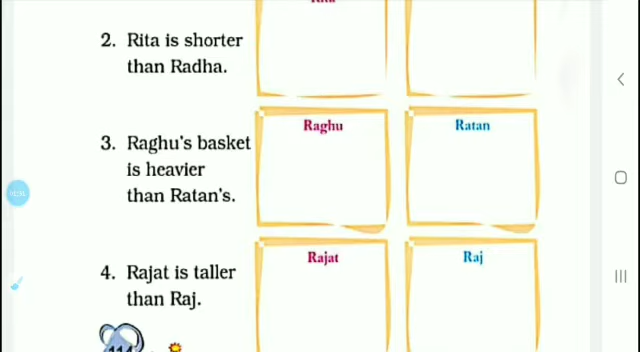 2. Rita is shorter
than Radha.
Raghu
Ratan
3. Raghu's basket
is heavier
than Ratan's.
Rajat
Raj
4. Rajat is taller
than Raj.